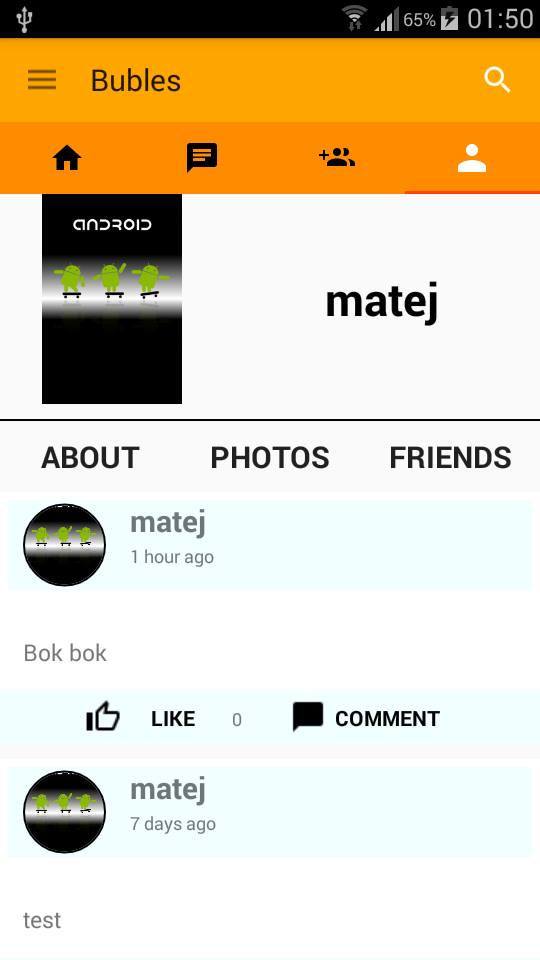 65% 01:50
Bubles
ANDROID
matej
ABOUT PHOTOS FRIENDS
matej
1 hour ago
Bok bok
LIKE 0 COMMENT
matej
7 days ago
test